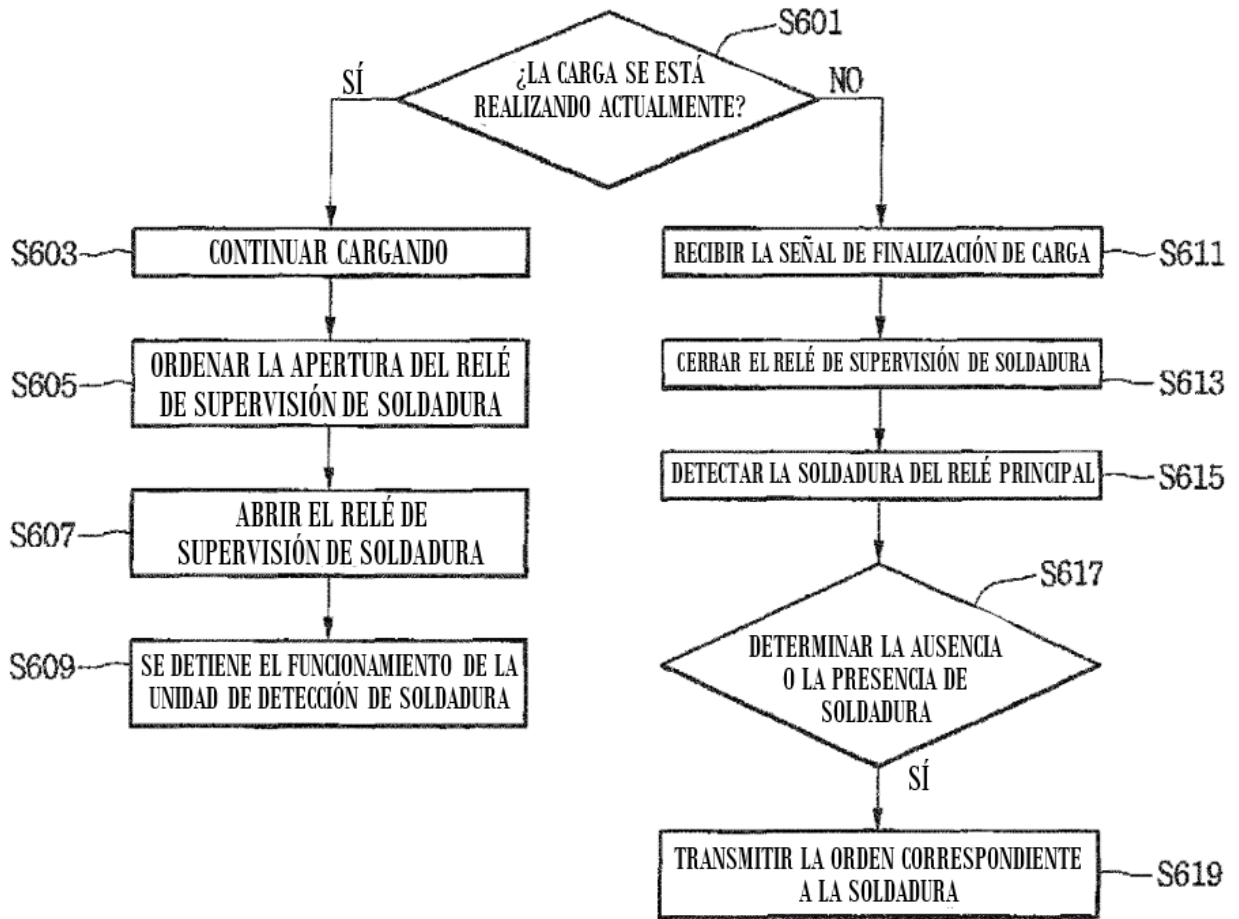 S601
¿LA CARGA SE ESTÁ
REALIZANDO ACTUALMENTE?
SÍ
NO
S603
CONTINUAR CARGANDO
S605
ORDENAR LA APERTURA DEL RELÉ
DE SUPERVISIÓN DE SOLDADURA
S607
ABRIR EL RELÉ DE
SUPERVISIÓN DE SOLDADURA
S609
SE DETIENE EL FUNCIONAMIENTO DE LA
UNIDAD DE DETECCIÓN DE SOLDADURA
RECIBIR LA SEÑAL DE FINALIZACIÓN DE CARGA
S611
CERRAR EL RELÉ DE SUPERVISIÓN DE SOLDADURA
S613
DETECTAR LA SOLDADURA DEL RELÉ PRINCIPAL
S615
S617
DETERMINAR LA AUSENCIA
O LA PRESENCIA DE
SOLDADURA
SÍ
TRANSMITIR LA ORDEN CORRESPONDIENTE
A LA SOLDADURA
S619